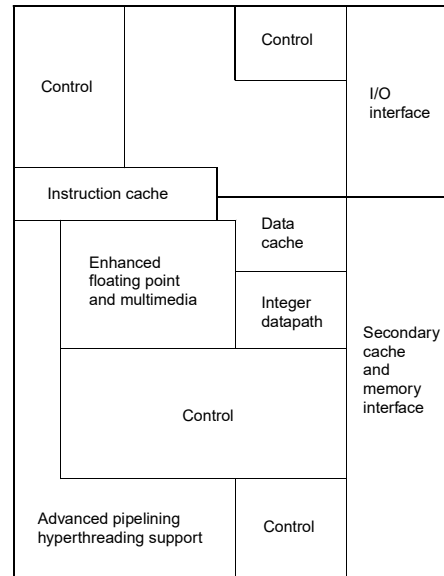 Control
Control
I/O
interface
Instruction cache
Data
cache
Enhanced
floating point
and multimedia
Integer
datapath
Secondary
cache
and
memory
interface
Control
Advanced pipelining
hyperthreading support
Control